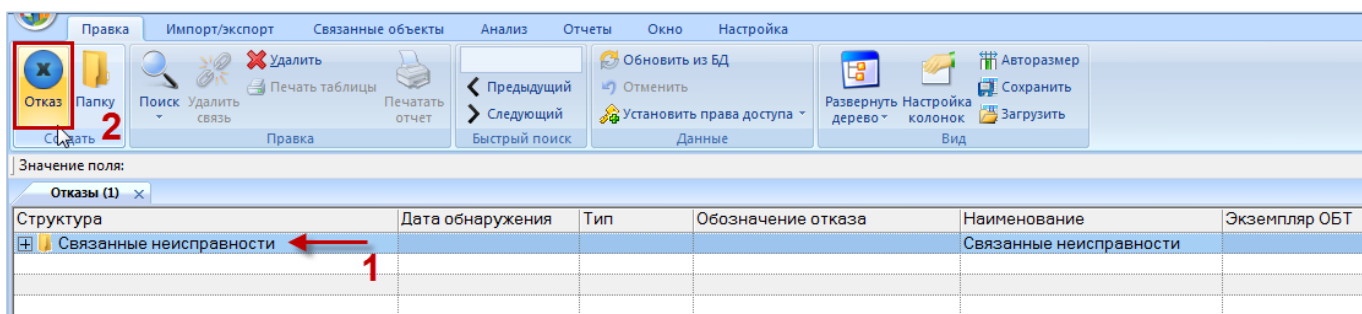 Правка Импорт/экспорт Связанные объекты Анализ Отчеты Окно Настройка
Отказ Папку
Создать
2
Поиск Удалить связь Удалить Печать таблицы Печатать отчет
Правка
Предыдущий
Следующий
Быстрый поиск
Обновить из БД
Отменить
Установить права доступа
Данные
Развернуть дерево Настройка колонок Авторазмер
Сохранить
Загрузить
Вид
Значение поля:
Отказы (1)
Структура Дата обнаружения Тип Обозначение отказа Наименование Экземпляр ОБТ
Связанные неисправности Связанные неисправности
1